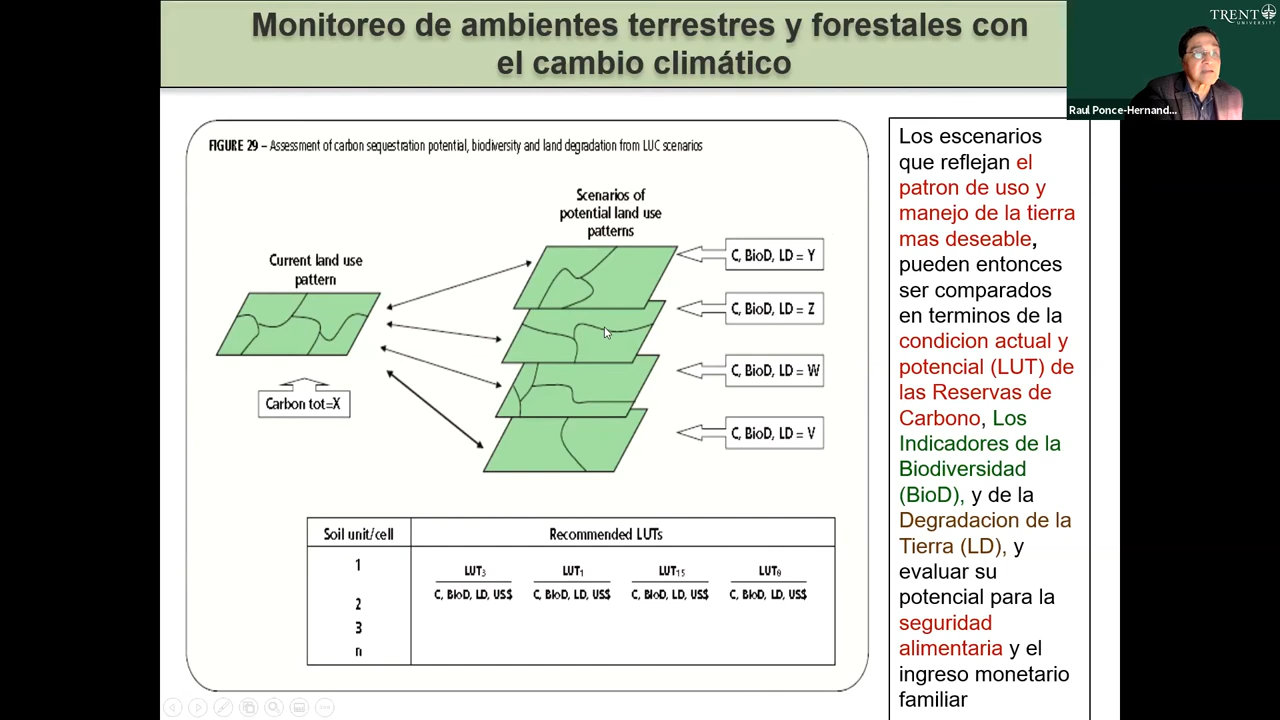 Monitoreo de ambientes terrestres y forestales con
el cambio climático
TRENT
UNIVERSITY
Raul Ponce-Hernand...
FIGURE 29 – Assessment of carbon sequestration potential, biodiversity and land degradation from LUC scenarios
Scenarios of
potential land use
patterns
Current land use
pattern
Carbon tot=X
C, BioD, LD = Y
C, BioD, LD = Z
C, BioD, LD = W
C, BioD, LD = V
Soil unit/cell
Recommended LUTs
1
LUT3 LUT1 LUT15 LUT8
C, BioD, LD, US$ C, BioD, LD, US$ C, BioD, LD, US$ C, BioD, LD, US$
2
3
n
Los escenarios
que reflejan el
patron de uso y
manejo de la tierra
mas deseable,
pueden entonces
ser comparados
en terminos de la
condicion actual y
potencial (LUT) de
las Reservas de
Carbono, Los
Indicadores de la
Biodiversidad
(BioD), y de la
Degradacion de la
Tierra (LD), y
evaluar su
potencial para la
seguridad
alimentaria y el
ingreso monetario
familiar